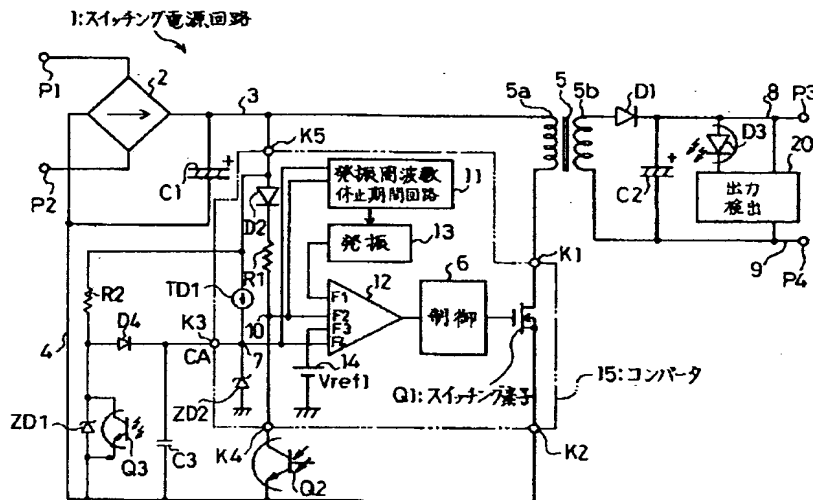 1:スイッチング電源回路
P1
2
3
5a
5
5b
D1
8
P3
K5
D3
20
P2
C1
発振周波数
停止期間回路
11
C2
出力
検出
D2
発振
13
9
P4
R1
K1
R2
TD1
12
6
D4
K3
10
F1
F2
F3
F4
制御
4
CA
7
14
Vref1
Q1:スイッチング素子
15:コンバータ
ZD1
ZD2
Q3
C3
K4
K2
Q2